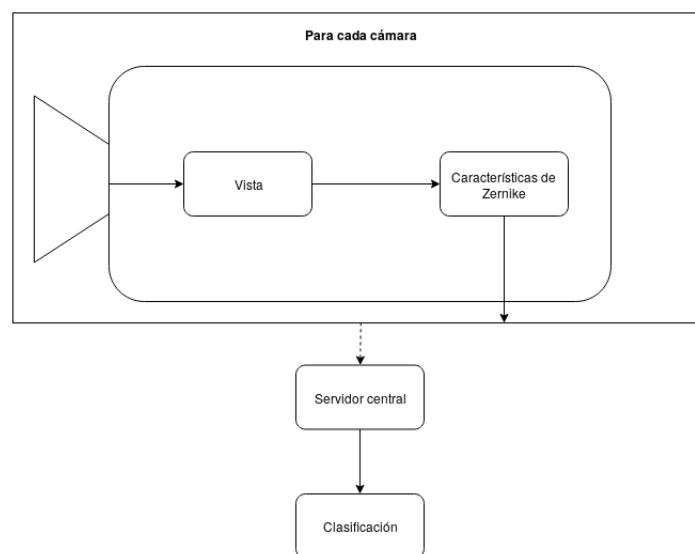 Para cada cámara
Vista
Características de
Zernike
Servidor central
Clasificación